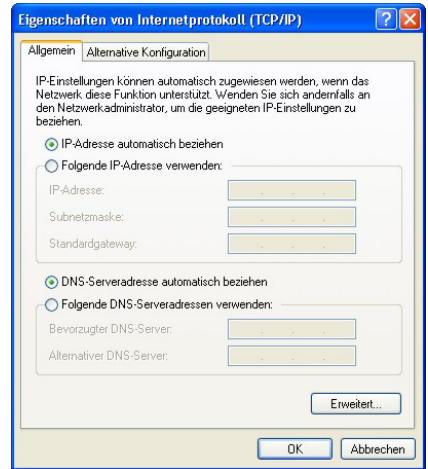 Eigenschaften von Internetprotokoll (TCP/IP)
Allgemein
Alternative Konfiguration
IP-Einstellungen können automatisch zugewiesen werden, wenn das
Netzwerk diese Funktion unterstützt. Wenden Sie sich andernfalls an
den Netzwerkadministrator, um die geeigneten IP-Einstellungen zu
beziehen.
IP-Adresse automatisch beziehen
Folgende IP-Adresse verwenden:
IP-Adresse:
Subnetzmaske:
Standardgateway:
DNS-Serveradresse automatisch beziehen
Folgende DNS-Serveradressen verwenden:
Bevorzugter DNS-Server:
Alternativer DNS-Server:
Erweitert...
OK
Abbrechen